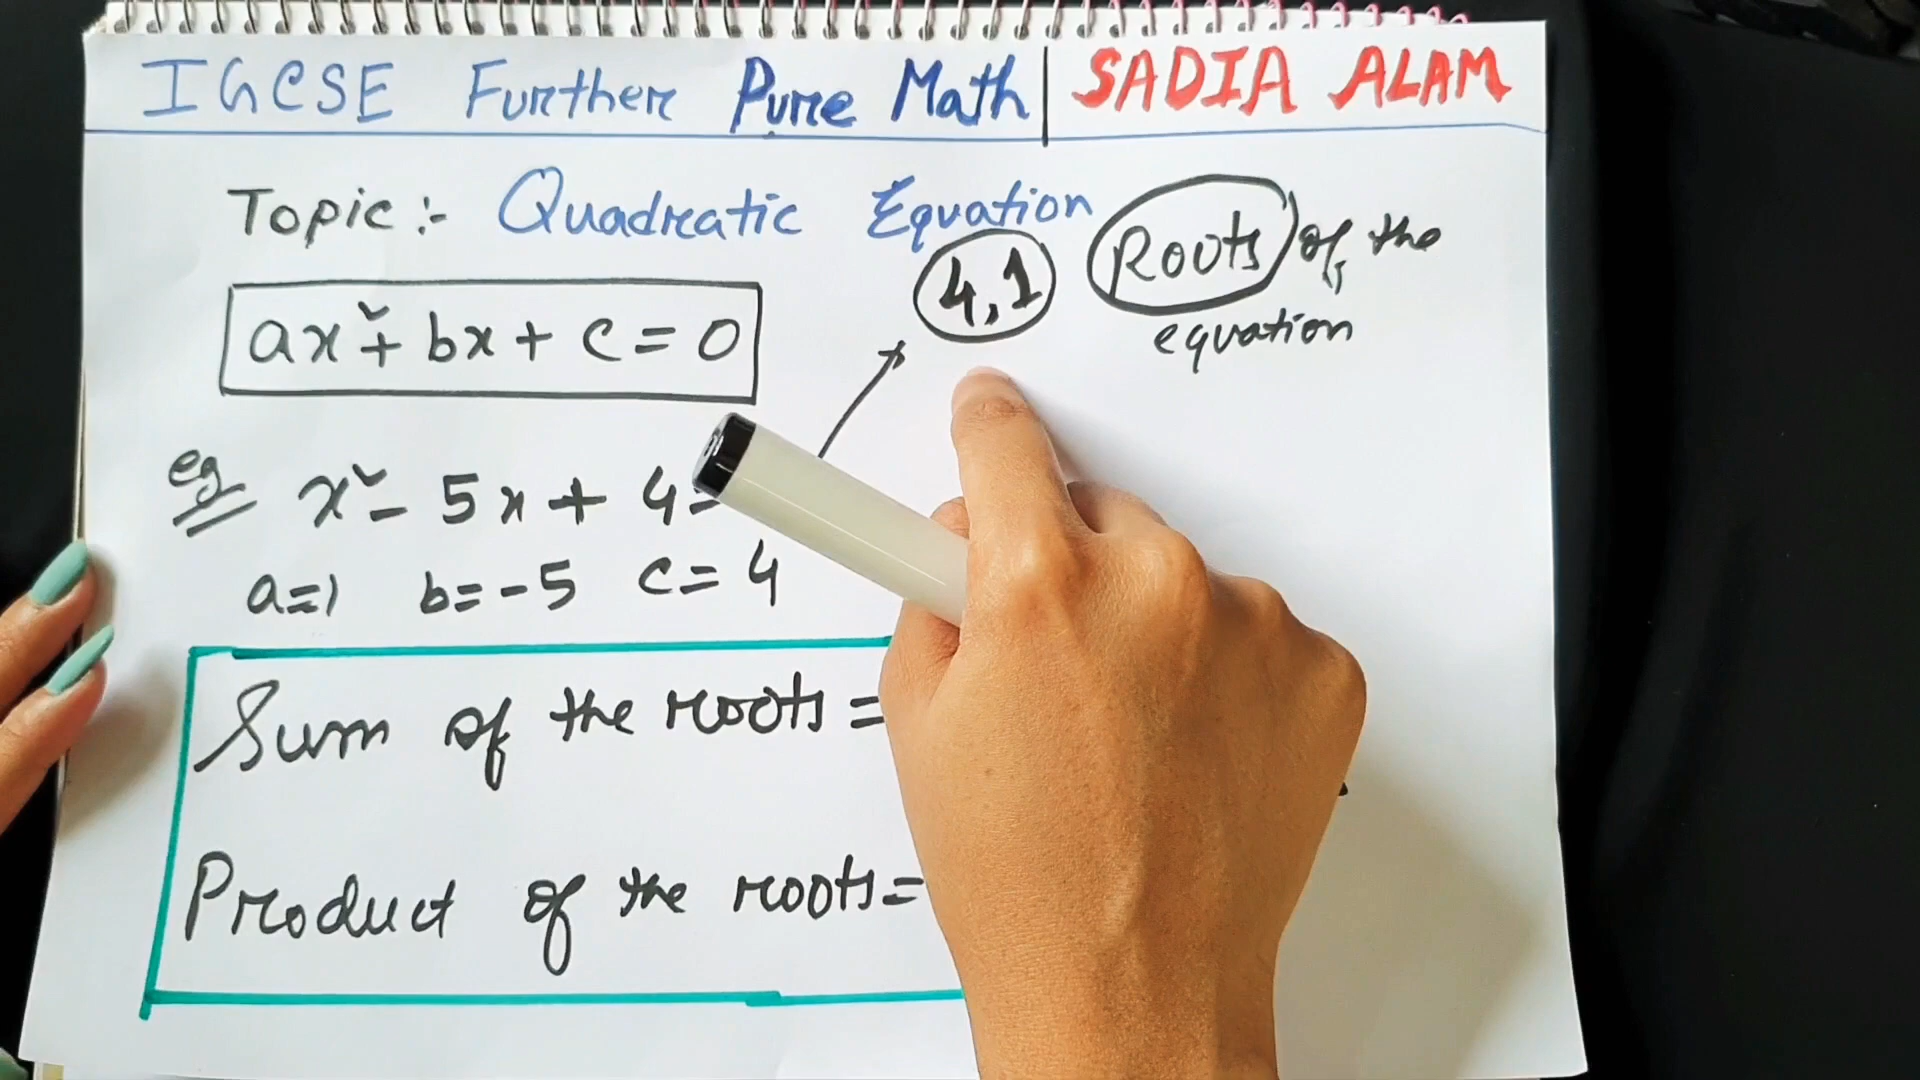 IGCSE Further Pure Math | SADIA ALAM
Topic:- Quadratic Equation
4,1 Roots of the
equation
ax² + bx + c = 0
eg x² - 5x + 4 =
a=1 b=-5 c=4
Sum of the roots =
Product of the roots =